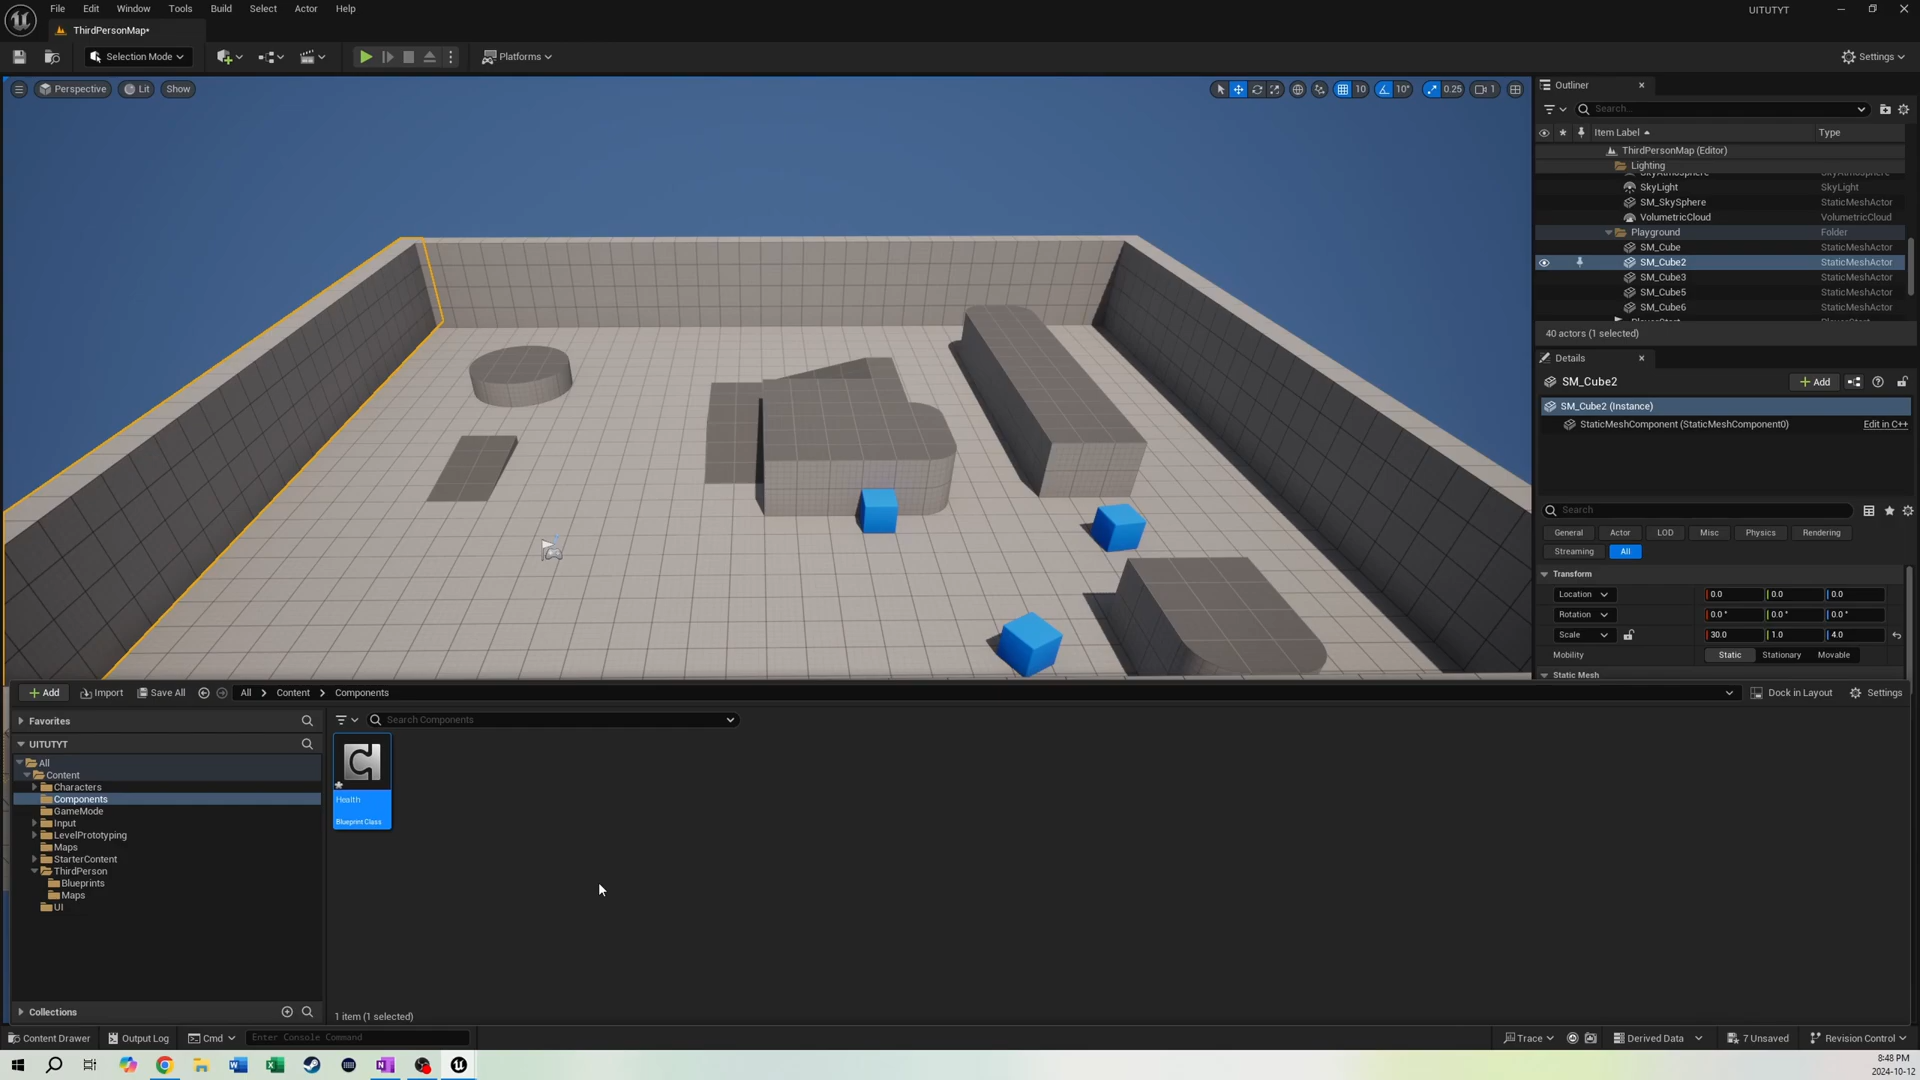 File Edit Window Tools Build Select Actor Help
UITUTYT
ThirdPersonMap*
Selection Mode
Platforms
Settings
Perspective Lit Show
10 10° 0.25 1
Outliner
Search...
Item Label Type
ThirdPersonMap (Editor)
Lighting
SkyAtmosphere SkyAtmosphere
SkyLight SkyLight
SM_SkySphere StaticMeshActor
VolumetricCloud VolumetricCloud
Playground Folder
SM_Cube StaticMeshActor
SM_Cube2 StaticMeshActor
SM_Cube3 StaticMeshActor
SM_Cube5 StaticMeshActor
SM_Cube6 StaticMeshActor
40 actors (1 selected)
Details
SM_Cube2
Add
SM_Cube2 (Instance)
StaticMeshComponent (StaticMeshComponent0) Edit in C++
Search
General Actor LOD Misc Physics Rendering
Streaming All
Transform
Location 0.0 0.0 0.0
Rotation 0.0° 0.0° 0.0°
Scale 30.0 1.0 4.0
Mobility Static Stationary Movable
Static Mesh
Add Import Save All All Content Components
Dock in Layout Settings
Favorites
UITUTYT
All
Content
Characters
Components
GameMode
Input
LevelPrototyping
Maps
StarterContent
ThirdPerson
Blueprints
Maps
UI
Collections
Search Components
Health
Blueprint Class
1 item (1 selected)
Content Drawer Output Log Cmd Enter Console Command
Trace Derived Data 7 Unsaved Revision Control
8:48 PM
2024-10-12